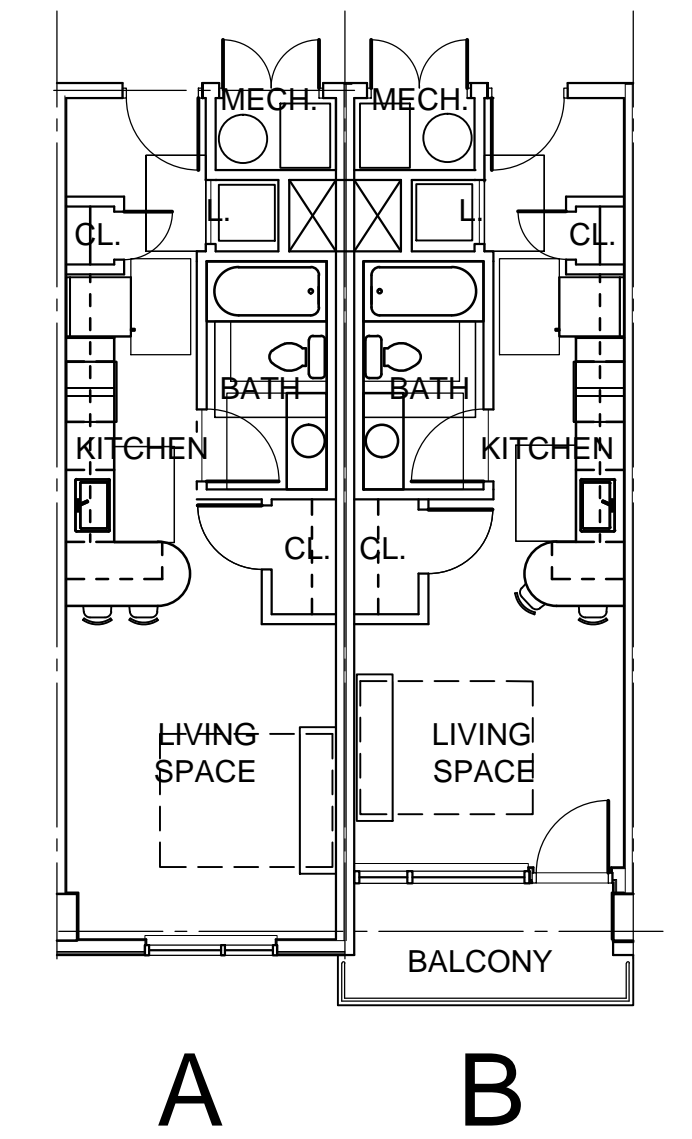 MECH. MECH.
L. L.
CL. CL.
BATH BATH
KITCHEN KITCHEN
CL. CL.
LIVING
SPACE
LIVING
SPACE
BALCONY
A B